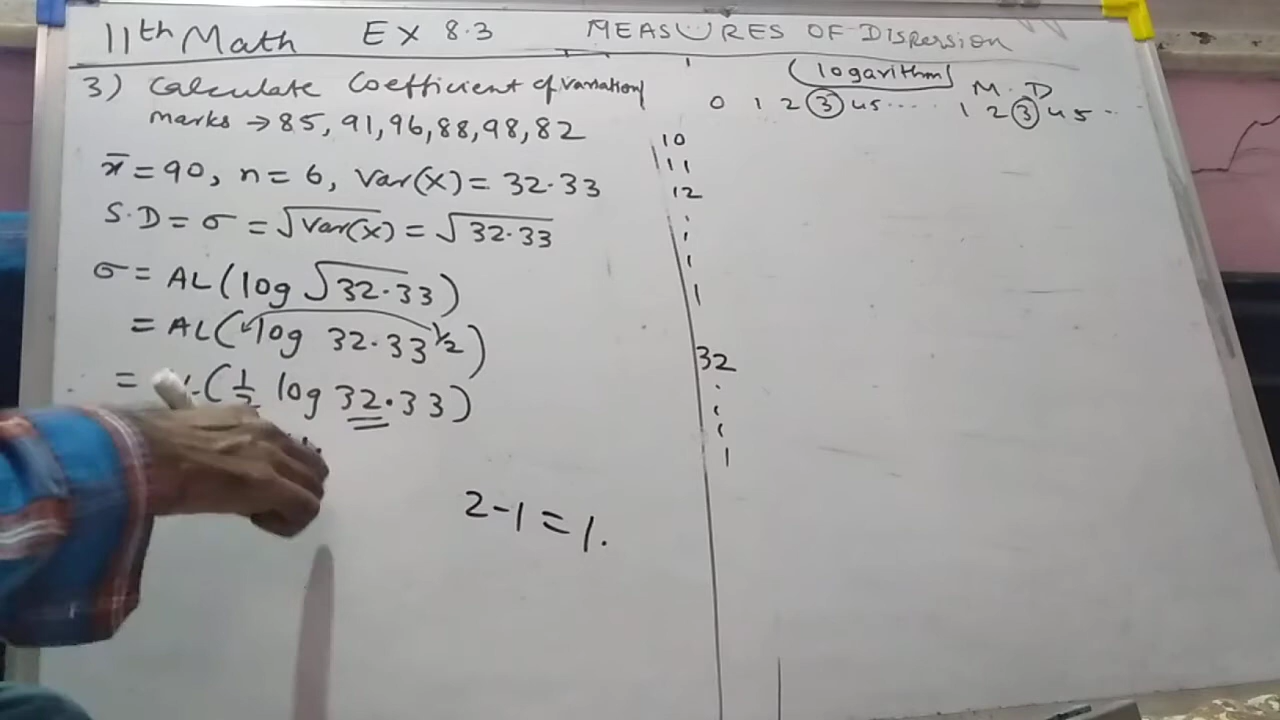 11th Math EX 8.3 MEASURES OF DISPERSION
3) Calculate Coefficient of variation
marks → 85, 91, 96, 88, 98, 82
x̄ = 90, n = 6, Var(X) = 32.33
S.D = σ = √Var(X) = √32.33
σ = AL(log √32.33)
= AL(log 32.33^1/2)
= (1/2 log 32.33)
2-1 = 1.
(logarithm)
M.D
0 1 2 3 4 5 .... 1 2 3 4 5 ..
10
11
12
32